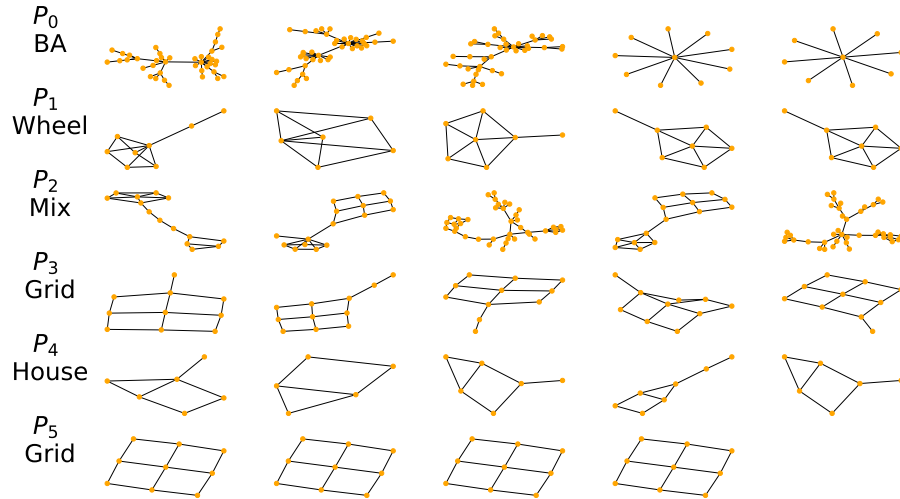 P₀
BA
P₁
Wheel
P₂
Mix
P₃
Grid
P₄
House
P₅
Grid